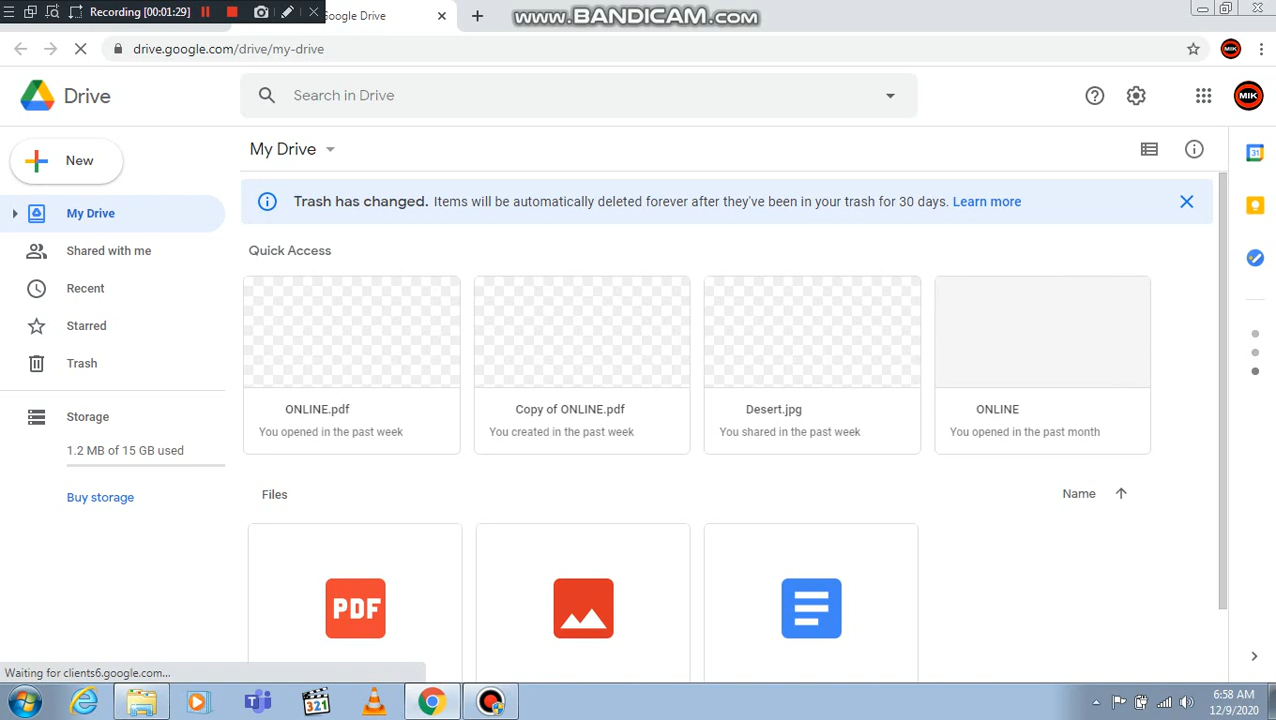 Recording [00:01:29]
Google Drive
www.BANDICAM.com
drive.google.com/drive/my-drive
MIK
Drive
Search in Drive
MIK
New
My Drive
31
Trash has changed. Items will be automatically deleted forever after they've been in your trash for 30 days. Learn more
My Drive
Shared with me
Recent
Starred
Trash
Storage
1.2 MB of 15 GB used
Buy storage
Quick Access
ONLINE.pdf
You opened in the past week
Copy of ONLINE.pdf
You created in the past week
Desert.jpg
You shared in the past week
ONLINE
You opened in the past month
Files
Name
PDF
Waiting for clients6.google.com...
321
6:58 AM
12/9/2020